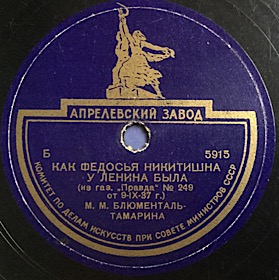 АПРЕЛЕВСКИЙ ЗАВОД
Б 5915
КАК ФЕДОСЬЯ НИКИТИШНА
У ЛЕНИНА БЫЛА
(из газ. „Правда" № 249
от 9-IX-37 г.)
М. М. БЛЮМЕНТАЛЬ-
ТАМАРИНА
КОМИТЕТ ПО ДЕЛАМ ИСКУССТВ ПРИ СОВЕТЕ МИНИСТРОВ СССР